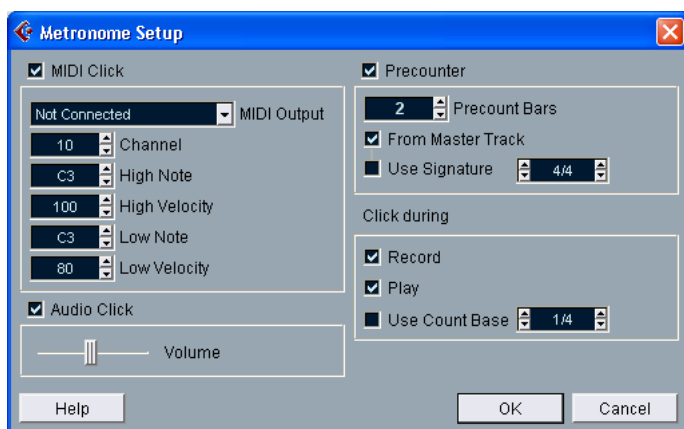 Metronome Setup
MIDI Click
Not Connected MIDI Output
10 Channel
C3 High Note
100 High Velocity
C3 Low Note
80 Low Velocity
Audio Click
Volume
Precounter
2 Precount Bars
From Master Track
Use Signature 4/4
Click during
Record
Play
Use Count Base 1/4
Help
OK
Cancel